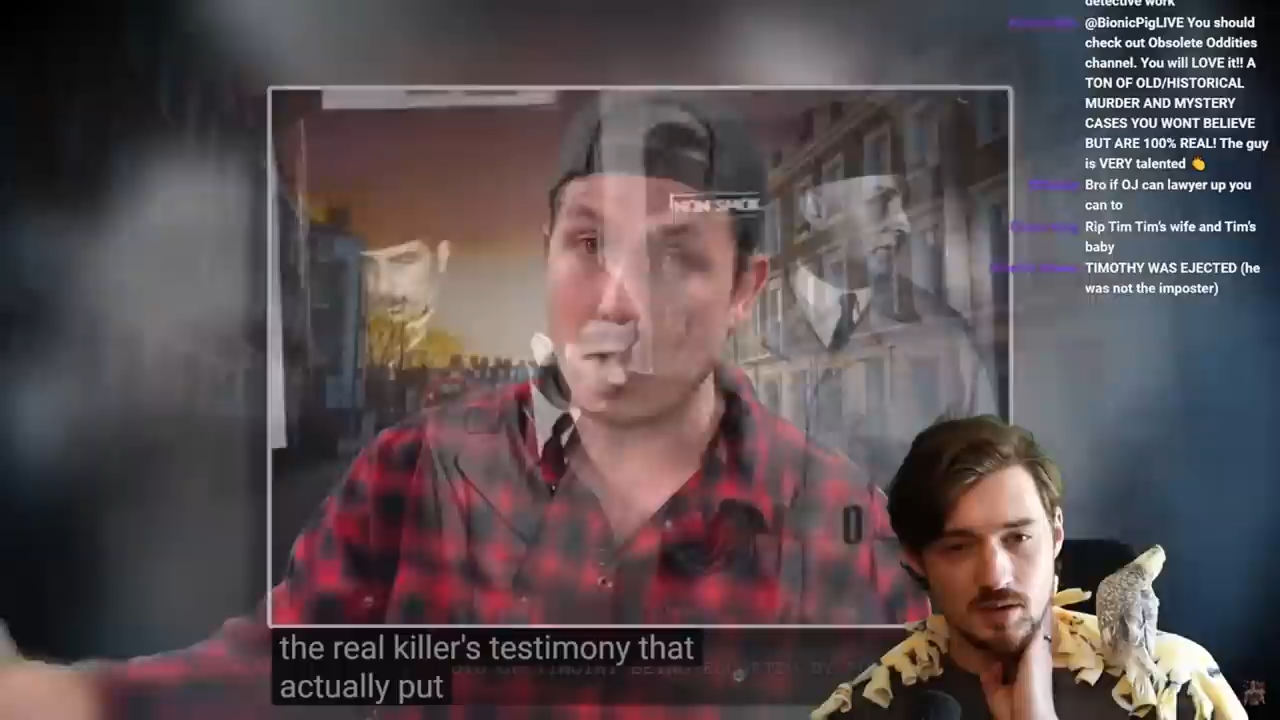 detective work
@BionicPigLIVE You should
check out Obsolete Oddities
channel. You will LOVE it!! A
TON OF OLD/HISTORICAL
MURDER AND MYSTERY
CASES YOU WONT BELIEVE
BUT ARE 100% REAL! The guy
is VERY talented 👏
Bro if OJ can lawyer up you
can to
Rip Tim Tim's wife and Tim's
baby
TIMOTHY WAS EJECTED (he
was not the imposter)
NON SMOK
0
the real killer's testimony that
actually put